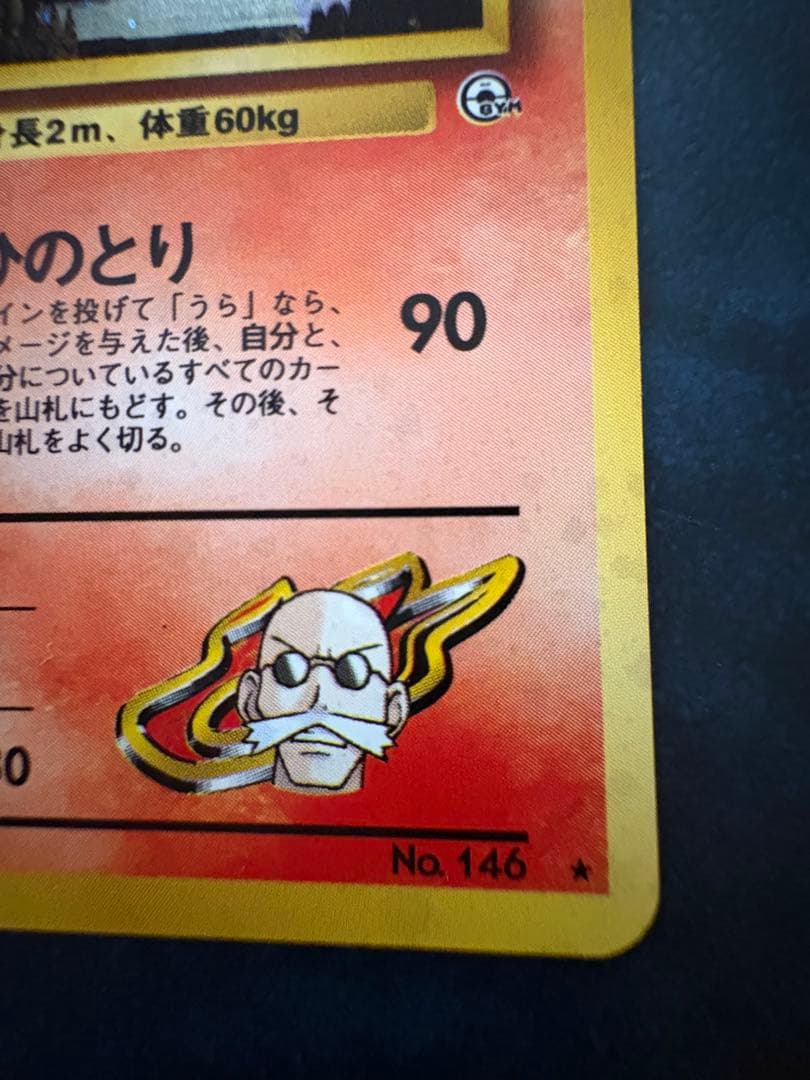 長2m、体重60kg
GYM
ひのとり
インを投げて「うら」なら、
メージを与えた後、自分と、
90
分についているすべてのカー
を山札にもどす。その後、そ
山札をよく切る。
0
No. 146 ★